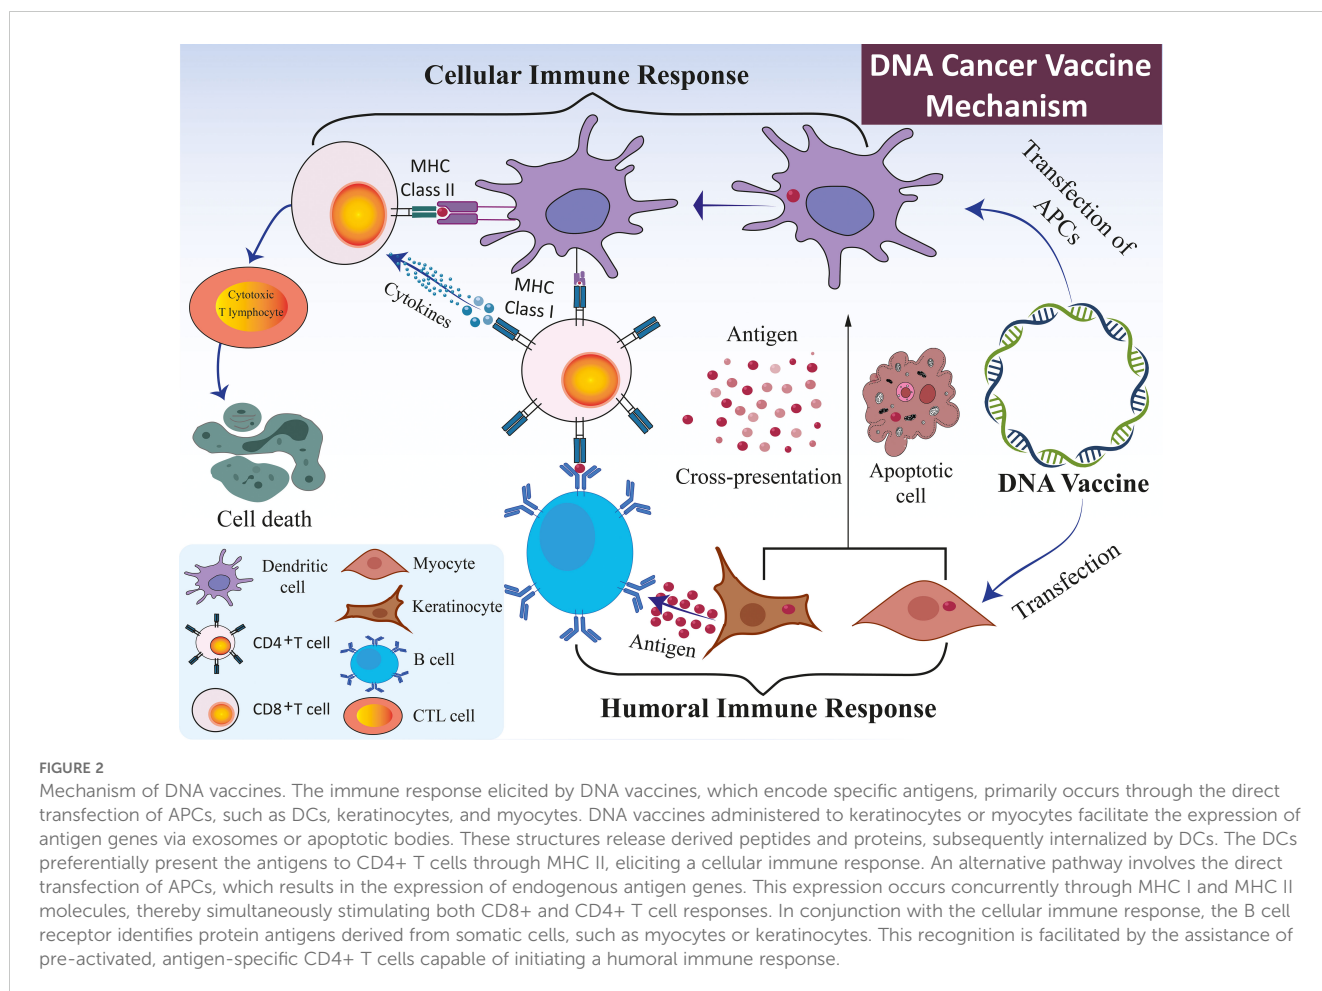 DNA Cancer Vaccine
Mechanism
Cellular Immune Response
MHC
Class II
Transfection of
APCs
Cytotoxic
T lymphocyte
Cytokines
MHC
Class I
Antigen
Cross-presentation
Apoptotic
cell
DNA Vaccine
Cell death
Transfection
Antigen
Humoral Immune Response
Dendritic
cell
CD4+T cell
CD8+T cell
Myocyte
Keratinocyte
B cell
CTL cell
FIGURE 2
Mechanism of DNA vaccines. The immune response elicited by DNA vaccines, which encode specific antigens, primarily occurs through the direct
transfection of APCs, such as DCs, keratinocytes, and myocytes. DNA vaccines administered to keratinocytes or myocytes facilitate the expression of
antigen genes via exosomes or apoptotic bodies. These structures release derived peptides and proteins, subsequently internalized by DCs. The DCs
preferentially present the antigens to CD4+ T cells through MHC II, eliciting a cellular immune response. An alternative pathway involves the direct
transfection of APCs, which results in the expression of endogenous antigen genes. This expression occurs concurrently through MHC I and MHC II
molecules, thereby simultaneously stimulating both CD8+ and CD4+ T cell responses. In conjunction with the cellular immune response, the B cell
receptor identifies protein antigens derived from somatic cells, such as myocytes or keratinocytes. This recognition is facilitated by the assistance of
pre-activated, antigen-specific CD4+ T cells capable of initiating a humoral immune response.